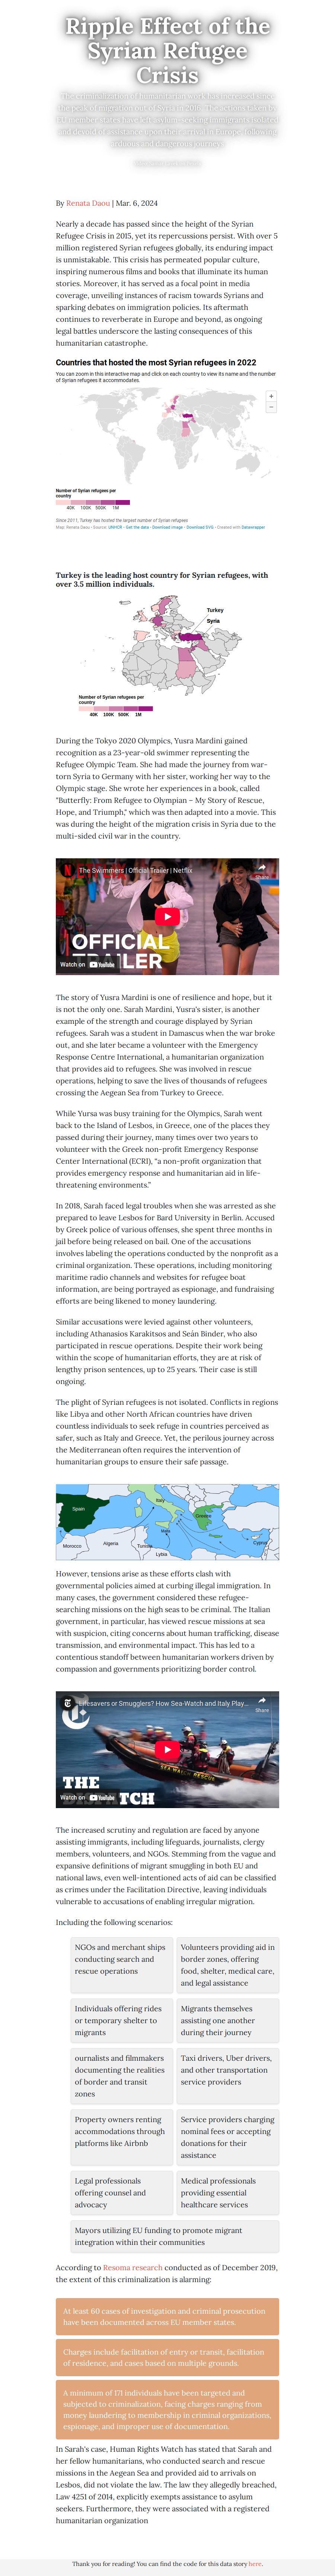 Ripple Effect of the
Syrian Refugee
Crisis
The criminalization of humanitarian work has increased since
the peak of migration out of Syria in 2015. The actions taken by
EU member states have left asylum-seeking immigrants isolated
and devoid of assistance upon their arrival in Europe following
arduous and dangerous journeys.
By Renata Daou | Mar. 6, 2024
Nearly a decade has passed since the height of the Syrian
Refugee Crisis in 2015, yet its repercussions persist. With over 5
million registered Syrian refugees globally, its enduring impact
is unmistakable. This crisis has permeated popular culture,
inspiring numerous films and books that illuminate its human
stories. Moreover, it has served as a focal point in media
coverage, unveiling instances of racism towards Syrians and
sparking debates on immigration policies. Its aftermath
continues to reverberate in Europe and beyond, as ongoing
legal battles underscore the lasting consequences of this
humanitarian catastrophe.
Countries that hosted the most Syrian refugees in 2022
You can zoom in this interactive map and click on each country to view its name and the number
of Syrian refugees it accommodates.
+
−
Number of Syrian refugees per
country
40K 100K 500K 1M
Since 2011, Turkey has hosted the largest number of Syrian refugees
Map: Renata Daou · Source: UNHCR · Get the data · Download image · Download SVG · Created with Datawrapper
Turkey is the leading host country for Syrian refugees, with
over 3.5 million individuals.
Turkey
Syria
Number of Syrian refugees per
country
40K 100K 500K 1M
During the Tokyo 2020 Olympics, Yusra Mardini gained
recognition as a 23-year-old swimmer representing the
Refugee Olympic Team. She had made the journey from war-
torn Syria to Germany with her sister, working her way to the
Olympic stage. She wrote her experiences in a book, called
"Butterfly: From Refugee to Olympian – My Story of Rescue,
Hope, and Triumph," which was then adapted into a movie. This
was during the height of the migration crisis in Syria due to the
multi-sided civil war in the country.
The Swimmers | Official Trailer | Netflix
Share
OFFICIAL
TRAILER
Watch on YouTube
The story of Yusra Mardini is one of resilience and hope, but it
is not the only one. Sarah Mardini, Yusra's sister, is another
example of the strength and courage displayed by Syrian
refugees. Sarah was a student in Damascus when the war broke
out, and she later became a volunteer with the Emergency
Response Centre International, a humanitarian organization
that provides aid to refugees. She was involved in rescue
operations, helping to save the lives of thousands of refugees
crossing the Aegean Sea from Turkey to Greece.
While Yursa was busy training for the Olympics, Sarah went
back to the Island of Lesbos, in Greece, one of the places they
passed during their journey, many times over two years to
volunteer with the Greek non-profit Emergency Response
Center International (ECRI), “a non-profit organization that
provides emergency response and humanitarian aid in life-
threatening environments.”
In 2018, Sarah faced legal troubles when she was arrested as she
prepared to leave Lesbos for Bard University in Berlin. Accused
by Greek police of various offenses, she spent three months in
jail before being released on bail. One of the accusations
involves labeling the operations conducted by the nonprofit as a
criminal organization. These operations, including monitoring
maritime radio channels and websites for refugee boat
information, are being portrayed as espionage, and fundraising
efforts are being likened to money laundering.
Similar accusations were levied against other volunteers,
including Athanasios Karakitsos and Seán Binder, who also
participated in rescue operations. Despite their work being
within the scope of humanitarian efforts, they are at risk of
lengthy prison sentences, up to 25 years. Their case is still
ongoing.
The plight of Syrian refugees is not isolated. Conflicts in regions
like Libya and other North African countries have driven
countless individuals to seek refuge in countries perceived as
safer, such as Italy and Greece. Yet, the perilous journey across
the Mediterranean often requires the intervention of
humanitarian groups to ensure their safe passage.
Spain
Italy
Greece
Malta
Cyprus
Morocco
Algeria
Tunisia
Lybia
However, tensions arise as these efforts clash with
governmental policies aimed at curbing illegal immigration. In
many cases, the government considered these refugee-
searching missions on the high seas to be criminal. The Italian
government, in particular, has viewed rescue missions at sea
with suspicion, citing concerns about human trafficking, disease
transmission, and environmental impact. This has led to a
contentious standoff between humanitarian workers driven by
compassion and governments prioritizing border control.
Lifesavers or Smugglers? How Sea-Watch and Italy Play...
Share
SEA-WATCH RESCUE
THE
DISPATCH
Watch on YouTube
The increased scrutiny and regulation are faced by anyone
assisting immigrants, including lifeguards, journalists, clergy
members, volunteers, and NGOs. Stemming from the vague and
expansive definitions of migrant smuggling in both EU and
national laws, even well-intentioned acts of aid can be classified
as crimes under the Facilitation Directive, leaving individuals
vulnerable to accusations of enabling irregular migration.
Including the following scenarios:
NGOs and merchant ships
conducting search and
rescue operations
Volunteers providing aid in
border zones, offering
food, shelter, medical care,
and legal assistance
Individuals offering rides
or temporary shelter to
migrants
Migrants themselves
assisting one another
during their journey
ournalists and filmmakers
documenting the realities
of border and transit
zones
Taxi drivers, Uber drivers,
and other transportation
service providers
Property owners renting
accommodations through
platforms like Airbnb
Service providers charging
nominal fees or accepting
donations for their
assistance
Legal professionals
offering counsel and
advocacy
Medical professionals
providing essential
healthcare services
Mayors utilizing EU funding to promote migrant
integration within their communities
According to Resoma research conducted as of December 2019,
the extent of this criminalization is alarming:
At least 60 cases of investigation and criminal prosecution
have been documented across EU member states.
Charges include facilitation of entry or transit, facilitation
of residence, and cases based on multiple grounds.
A minimum of 171 individuals have been targeted and
subjected to criminalization, facing charges ranging from
money laundering to membership in criminal organizations,
espionage, and improper use of documentation.
In Sarah's case, Human Rights Watch has stated that Sarah and
her fellow humanitarians, who conducted search and rescue
missions in the Aegean Sea and provided aid to arrivals on
Lesbos, did not violate the law. The law they allegedly breached,
Law 4251 of 2014, explicitly exempts assistance to asylum
seekers. Furthermore, they were associated with a registered
humanitarian organization
Thank you for reading! You can find the code for this data story here.